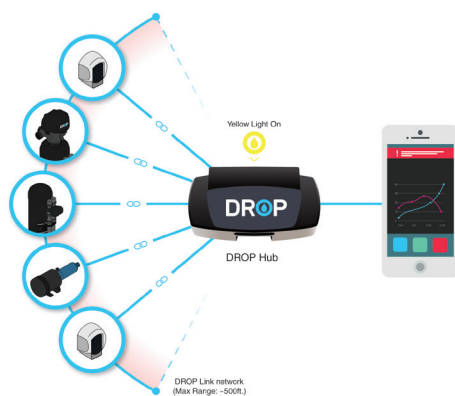 Yellow Light On
DROP
DROP Hub
DROP Link network
(Max Range: ~500ft.)